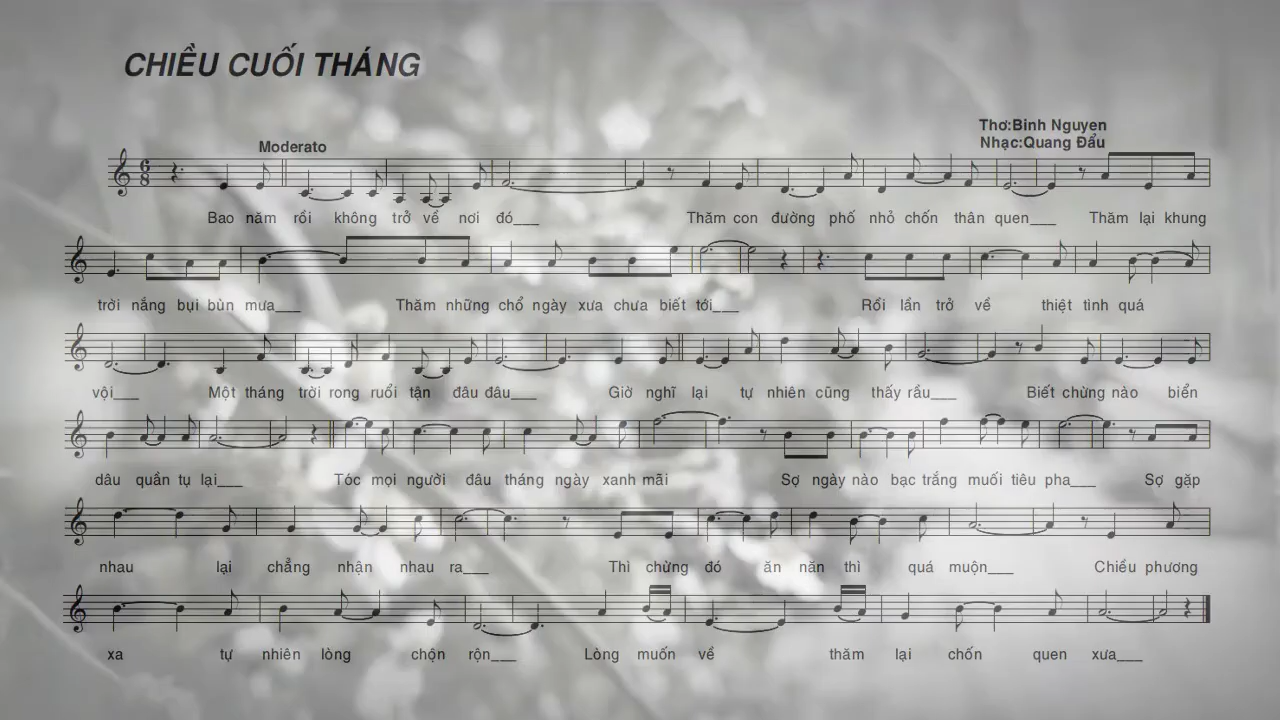 CHIỀU CUỐI THÁNG
Thơ:Binh Nguyen
Nhạc:Quang Đẩu
Moderato
6
8
Bao năm rồi không trở về nơi đó___ Thăm con đường phố nhỏ chốn thân quen___ Thăm lại khung
trời nắng bụi bùn mưa___ Thăm những chổ ngày xưa chưa biết tới___ Rồi lần trở về thiệt tình quá
vội___ Một tháng trời rong ruổi tận đâu đâu___ Giờ nghĩ lại tự nhiên cũng thấy rầu___ Biết chừng nào biển
dâu quần tụ lại___ Tóc mọi người đâu tháng ngày xanh mãi Sợ ngày nào bạc trắng muối tiêu pha___ Sợ gặp
nhau lại chẳng nhận nhau ra___ Thì chừng đó ăn năn thì quá muộn___ Chiều phương
xa tự nhiên lòng chộn rộn___ Lòng muốn về thăm lại chốn quen xưa___